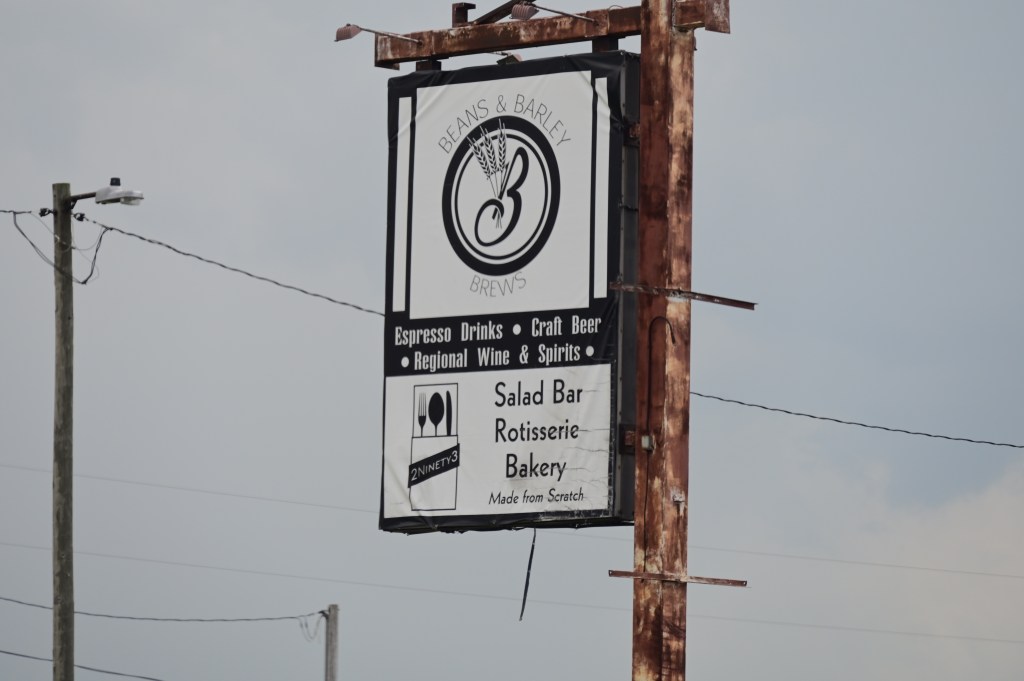 BEANS & BARLEY
B
BREWS
Espresso Drinks • Craft Beer
• Regional Wine & Spirits •
Salad Bar
Rotisserie
Bakery
Made from Scratch
2NINETY3